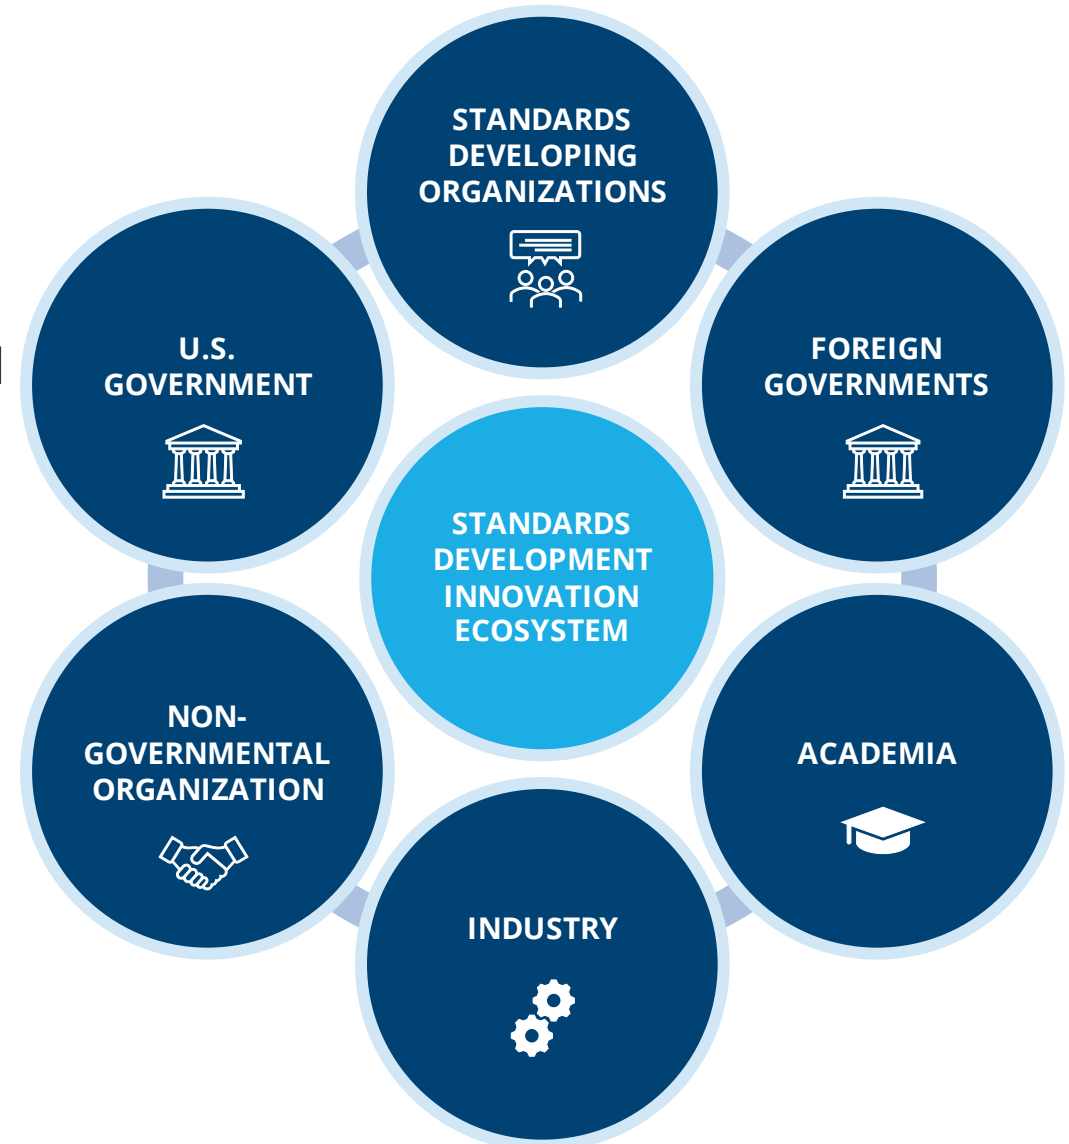 STANDARDS
DEVELOPING
ORGANIZATIONS
U.S.
GOVERNMENT
FOREIGN
GOVERNMENTS
STANDARDS
DEVELOPMENT
INNOVATION
ECOSYSTEM
NON-
GOVERNMENTAL
ORGANIZATION
ACADEMIA
INDUSTRY